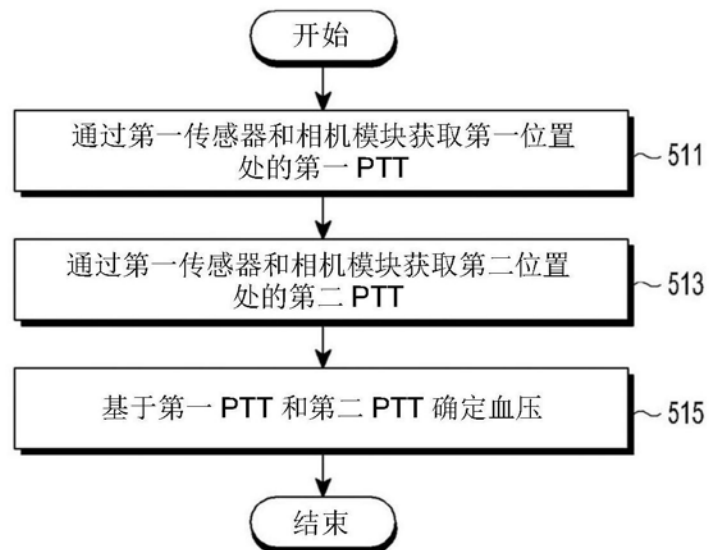 开始
通过第一传感器和相机模块获取第一位置
处的第一 PTT
511
通过第一传感器和相机模块获取第二位置
处的第二 PTT
513
基于第一 PTT 和第二 PTT 确定血压
515
结束